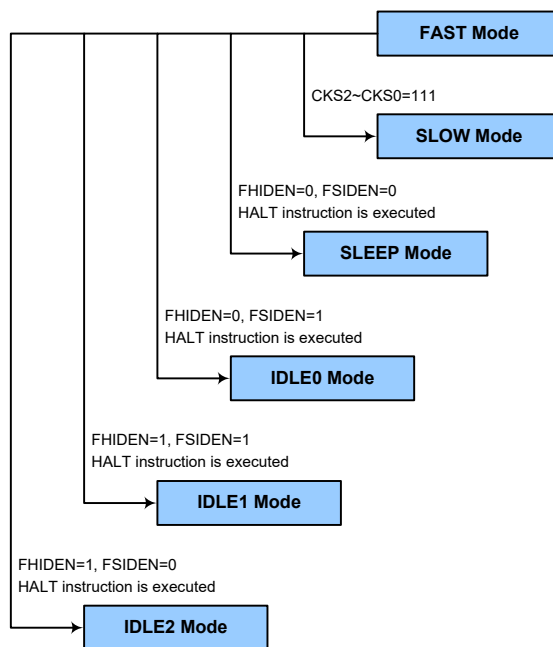 FAST Mode
CKS2~CKS0=111
SLOW Mode
FHIDEN=0, FSIDEN=0
HALT instruction is executed
SLEEP Mode
FHIDEN=0, FSIDEN=1
HALT instruction is executed
IDLE0 Mode
FHIDEN=1, FSIDEN=1
HALT instruction is executed
IDLE1 Mode
FHIDEN=1, FSIDEN=0
HALT instruction is executed
IDLE2 Mode